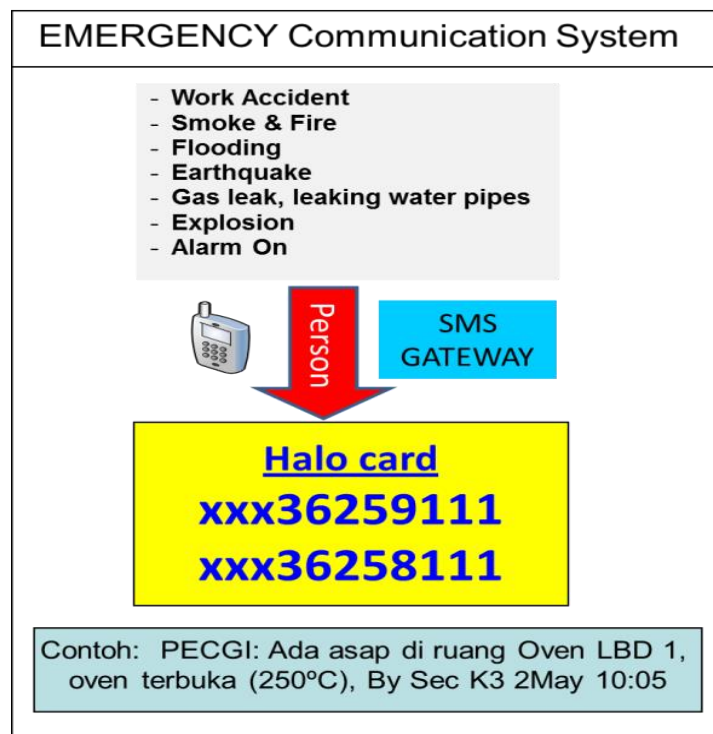 EMERGENCY Communication System
- Work Accident
- Smoke & Fire
- Flooding
- Earthquake
- Gas leak, leaking water pipes
- Explosion
- Alarm On
Person
SMS
GATEWAY
Halo card
xxx36259111
xxx36258111
Contoh: PECGI: Ada asap di ruang Oven LBD 1,
oven terbuka (250ºC), By Sec K3 2May 10:05